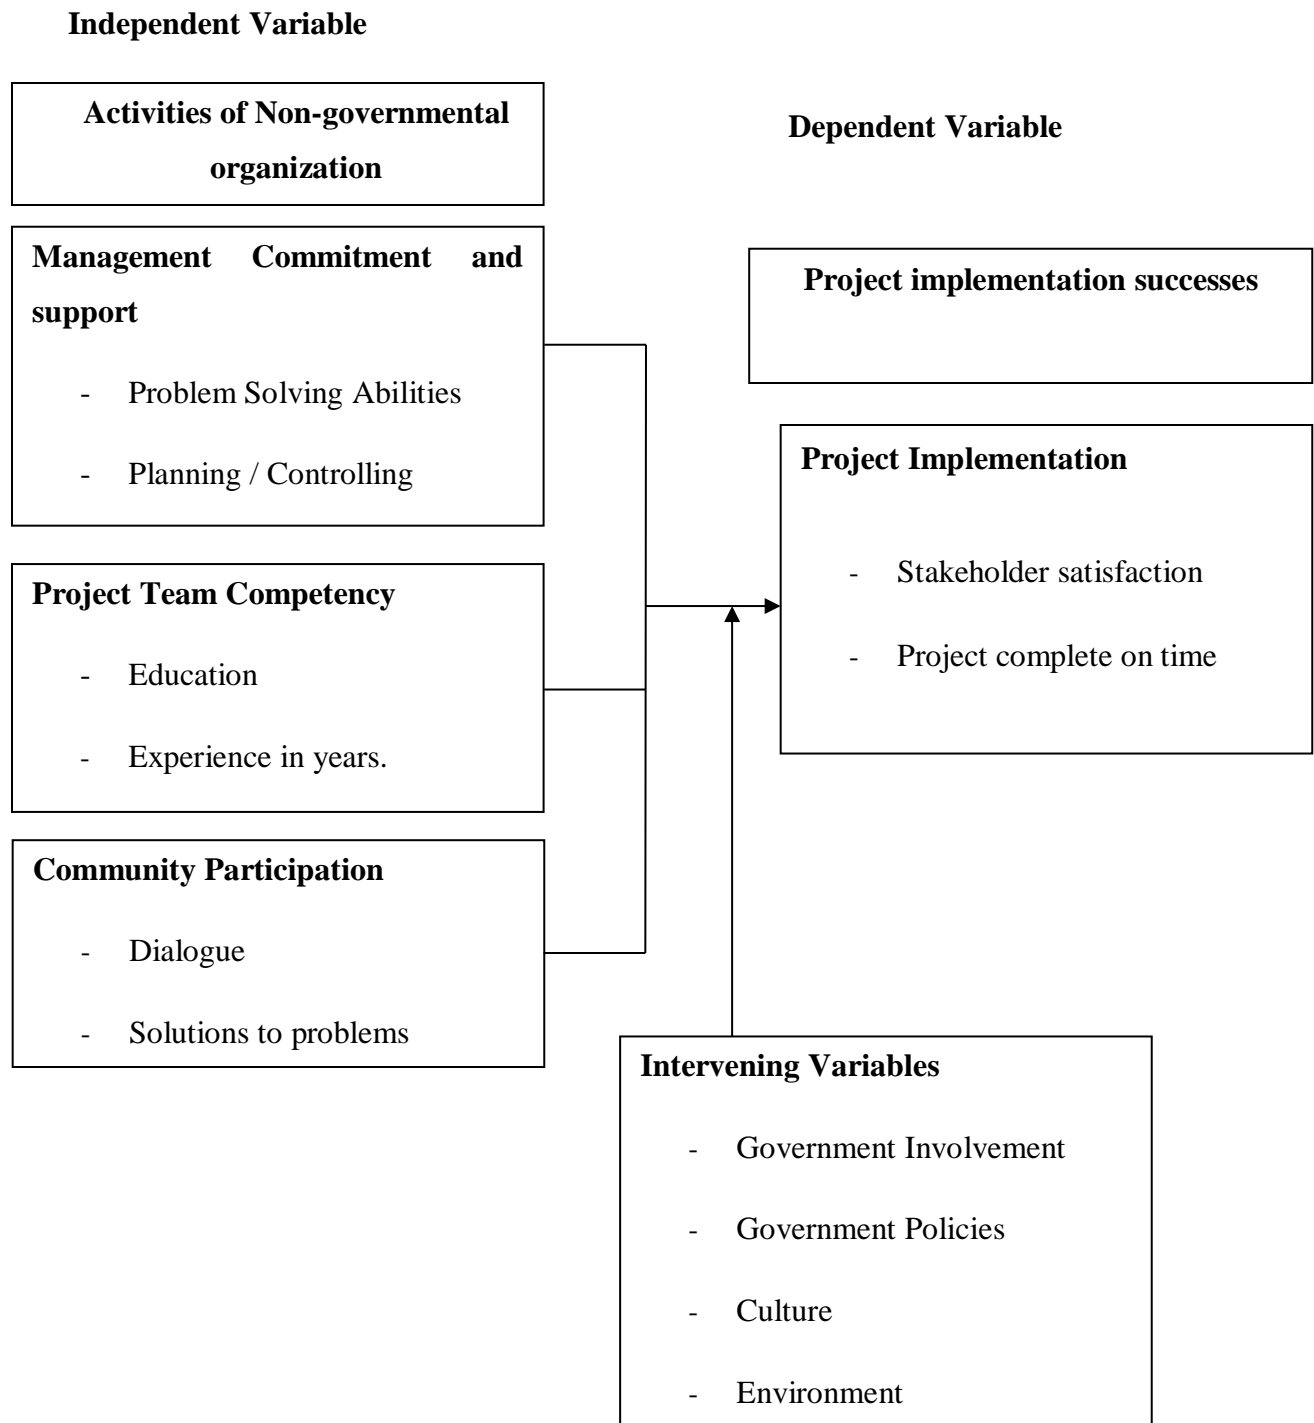 Independent Variable
Activities of Non-governmental
organization
Management Commitment and
support
- Problem Solving Abilities
- Planning / Controlling
Project Team Competency
- Education
- Experience in years.
Community Participation
- Dialogue
- Solutions to problems
Dependent Variable
Project implementation successes
Project Implementation
- Stakeholder satisfaction
- Project complete on time
Intervening Variables
- Government Involvement
- Government Policies
- Culture
- Environment